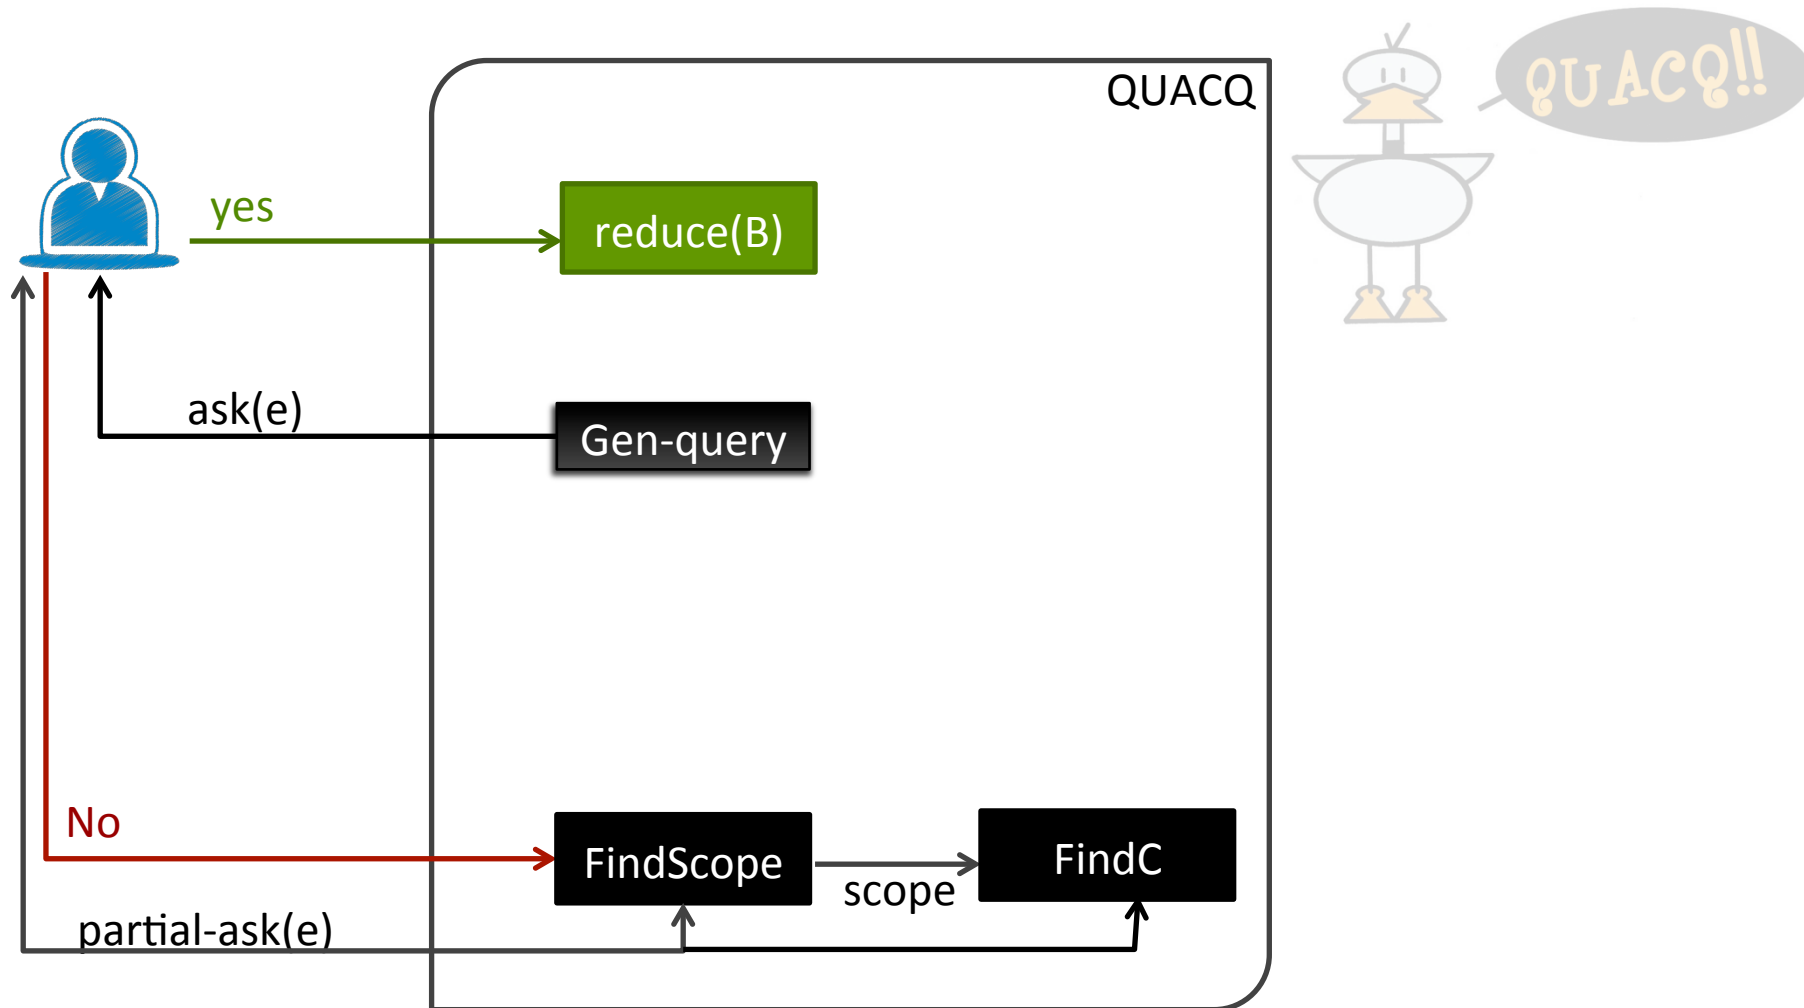 QUACQ
QUACQ!!
yes
reduce(B)
ask(e)
Gen-query
No
FindScope
scope
FindC
partial-ask(e)